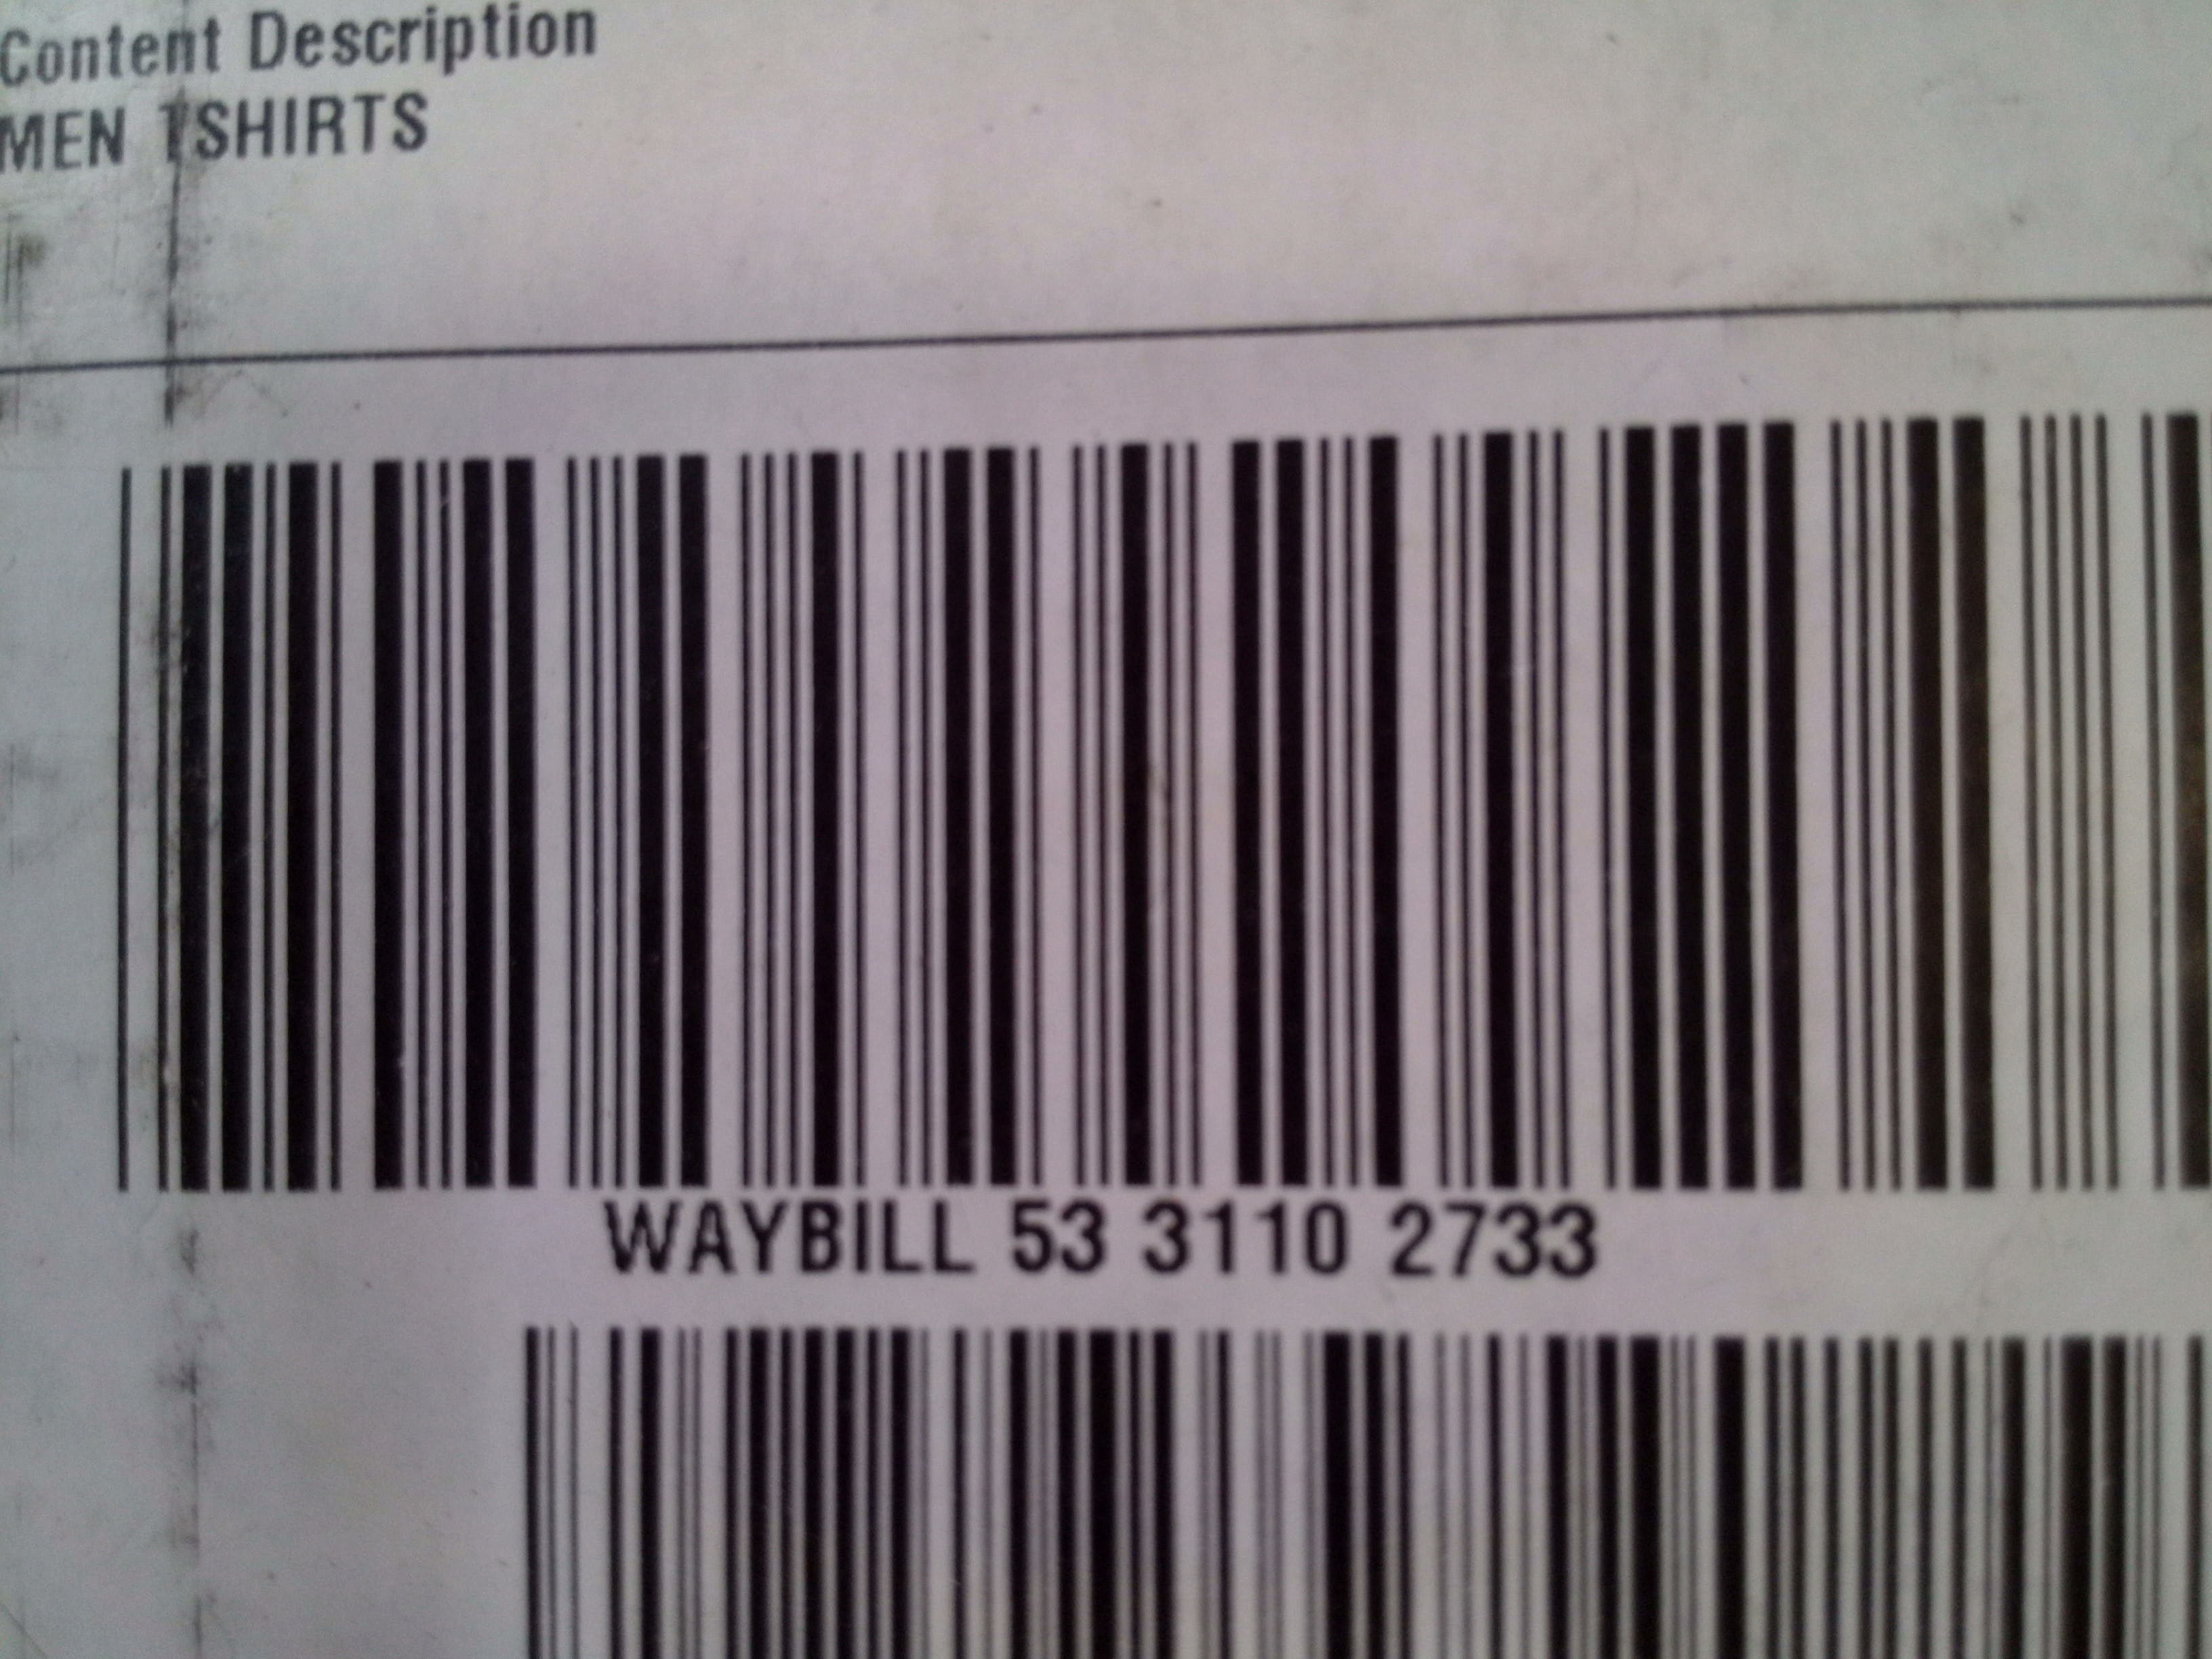 Content Description
MEN TSHIRTS
WAYBILL 53 3110 2733